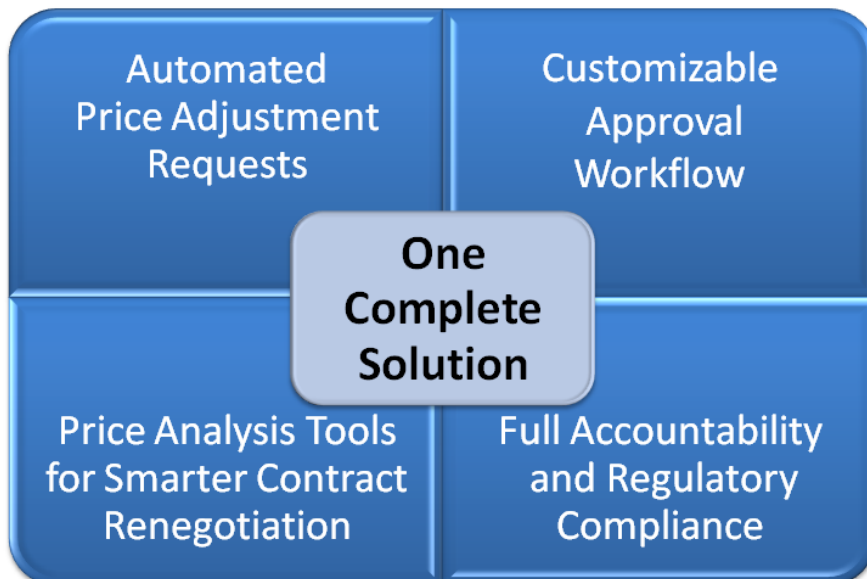 Automated
Price Adjustment
Requests
Customizable
Approval
Workflow
One
Complete
Solution
Price Analysis Tools
for Smarter Contract
Renegotiation
Full Accountability
and Regulatory
Compliance